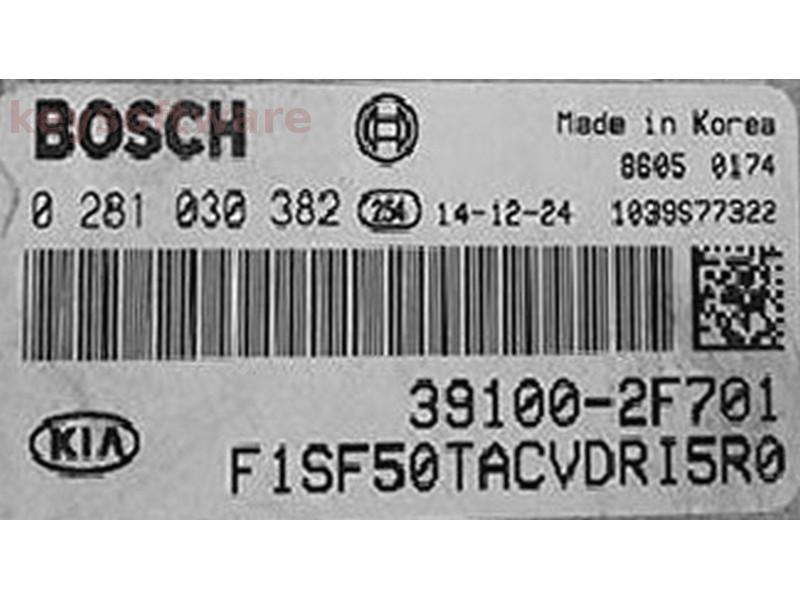 keysoftware
BOSCH
Made in Korea
8605 0174
0 281 030 382 254 14-12-24 1039S77322
39100-2F701
KIA
F1SF50TACVDRI5R0